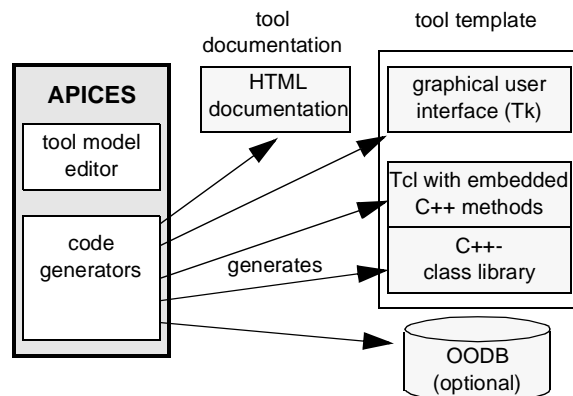 tool
documentation
tool template
APICES
HTML
documentation
graphical user
interface (Tk)
tool model
editor
Tcl with embedded
C++ methods
code
generators
generates
C++-
class library
OODB
(optional)